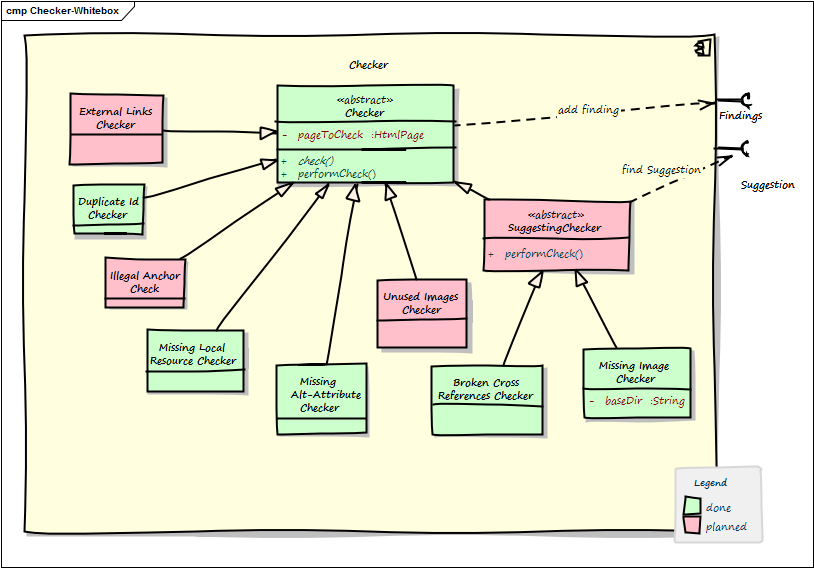 cmp Checker-Whitebox
Checker
«abstract»
Checker
- pageToCheck :HtmlPage
+ check()
+ performCheck()
External Links
Checker
Duplicate Id
Checker
Illegal Anchor
Check
Missing Local
Resource Checker
Missing
Alt-Attribute
Checker
Unused Images
Checker
«abstract»
SuggestingChecker
+ performCheck()
Broken Cross
References Checker
Missing Image
Checker
- baseDir :String
add finding
Findings
find Suggestion
Suggestion
Legend
done
planned